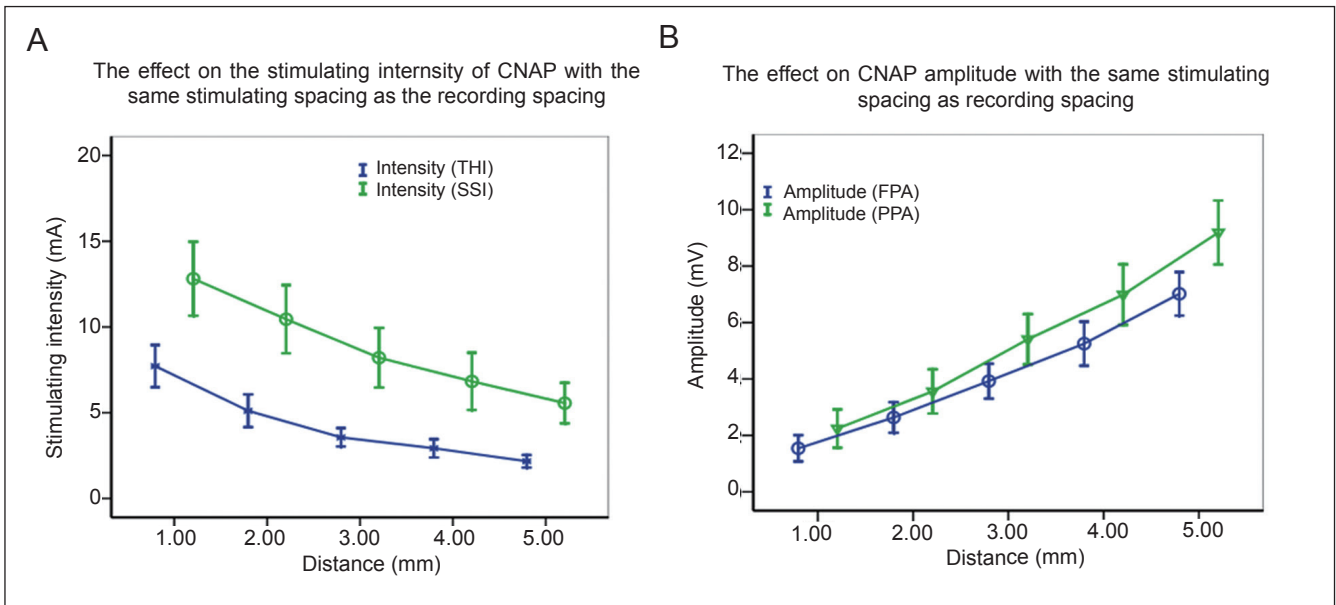 A
The effect on the stimulating internsity of CNAP with the
same stimulating spacing as the recording spacing
20
15
10
5
0
Stimulating intensity (mA)
Intensity (THI)
Intensity (SSI)
1.00 2.00 3.00 4.00 5.00
Distance (mm)
B
The effect on CNAP amplitude with the same stimulating
spacing as recording spacing
12
10
8
6
4
2
0
Amplitude (mV)
Amplitude (FPA)
Amplitude (PPA)
1.00 2.00 3.00 4.00 5.00
Distance (mm)